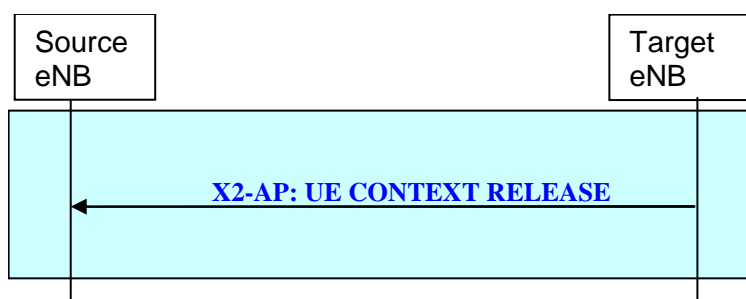 Source
eNB
Target
eNB
X2-AP: UE CONTEXT RELEASE